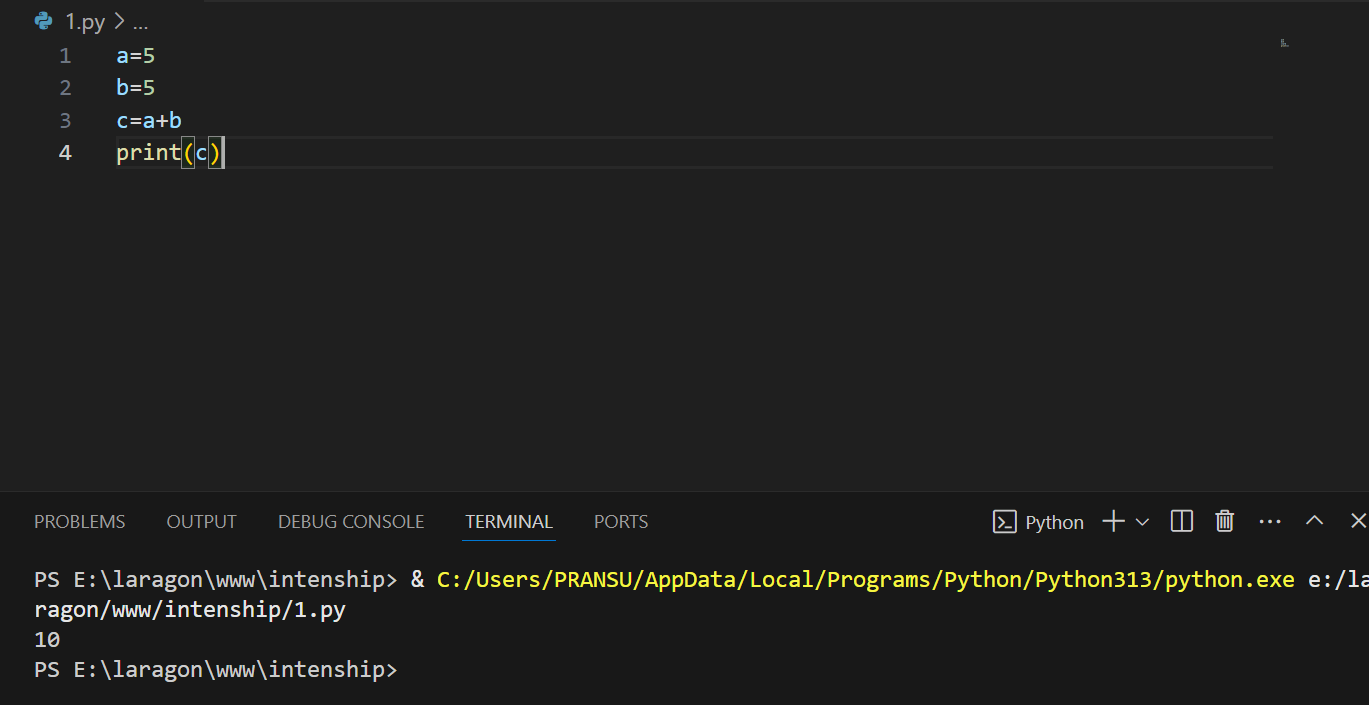 1.py > ...
1 a=5
2 b=5
3 c=a+b
4 print(c)
PROBLEMS OUTPUT DEBUG CONSOLE TERMINAL PORTS Python
PS E:\laragon\www\intenship> & C:/Users/PRANSU/AppData/Local/Programs/Python/Python313/python.exe e:/la
ragon/www/intenship/1.py
10
PS E:\laragon\www\intenship>